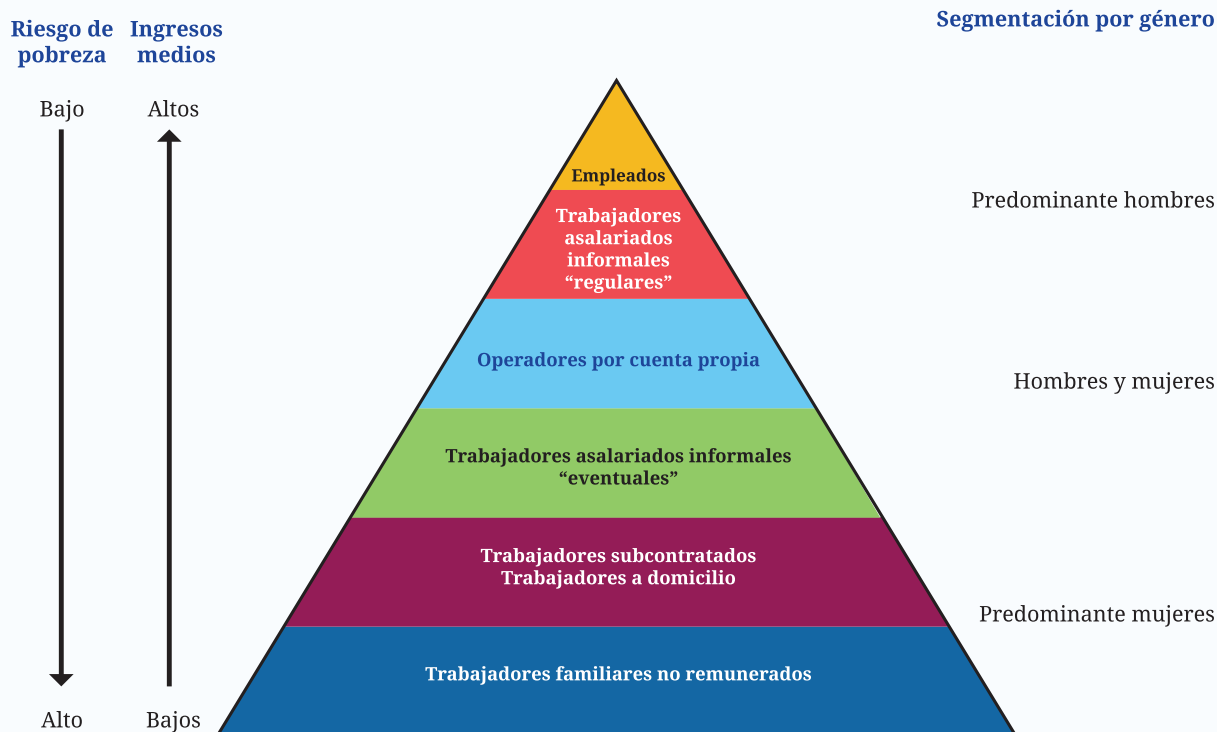 Riesgo de
pobreza
Ingresos
medios
Segmentación por género
Bajo
Altos
Empleados
Trabajadores
asalariados
informales
“regulares”
Predominante hombres
Operadores por cuenta propia
Hombres y mujeres
Trabajadores asalariados informales
“eventuales”
Trabajadores subcontratados
Trabajadores a domicilio
Predominante mujeres
Trabajadores familiares no remunerados
Alto
Bajos